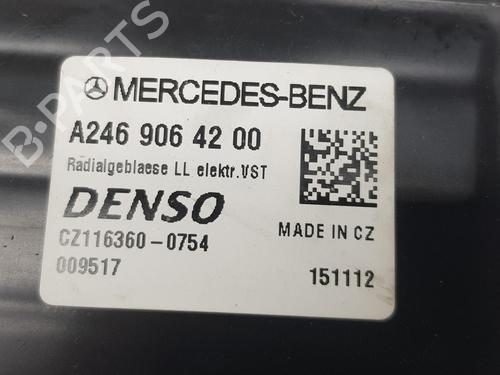 MERCEDES-BENZ
A246 906 42 00
Radialgeblaese LL elektr.VST
DENSO
CZ116360-0754
MADE IN CZ
009517
151112
B-PARTS